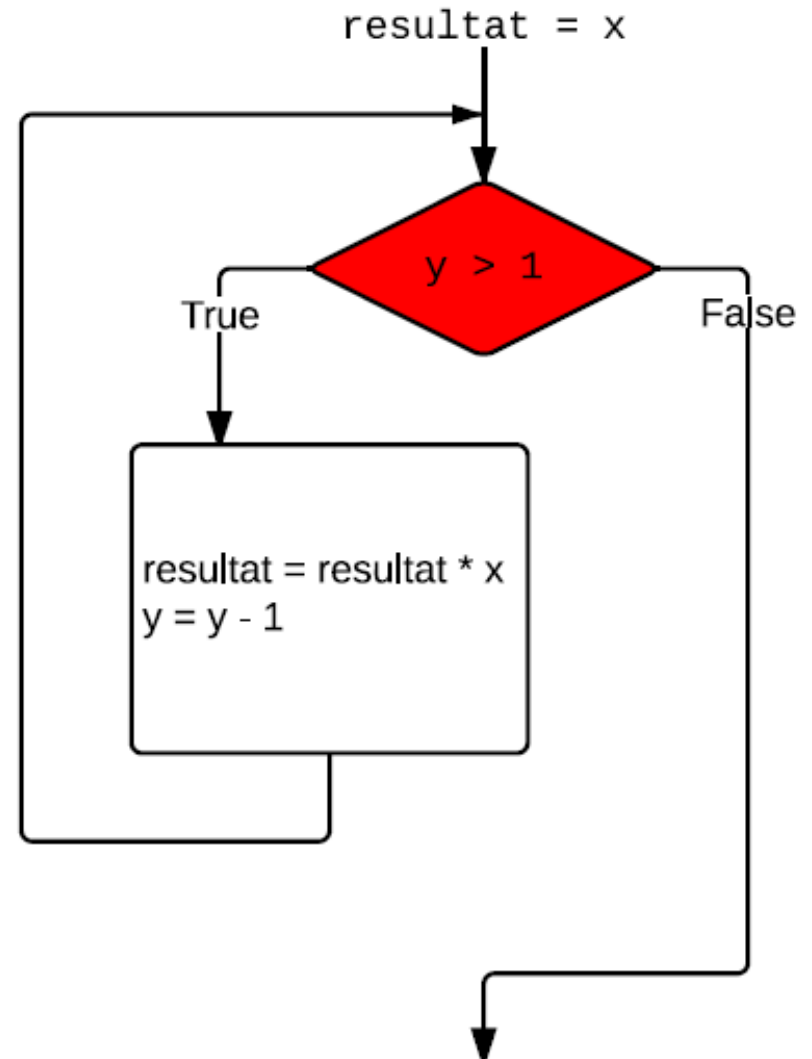 resultat = x
y > 1
True
False
resultat = resultat * x
y = y - 1